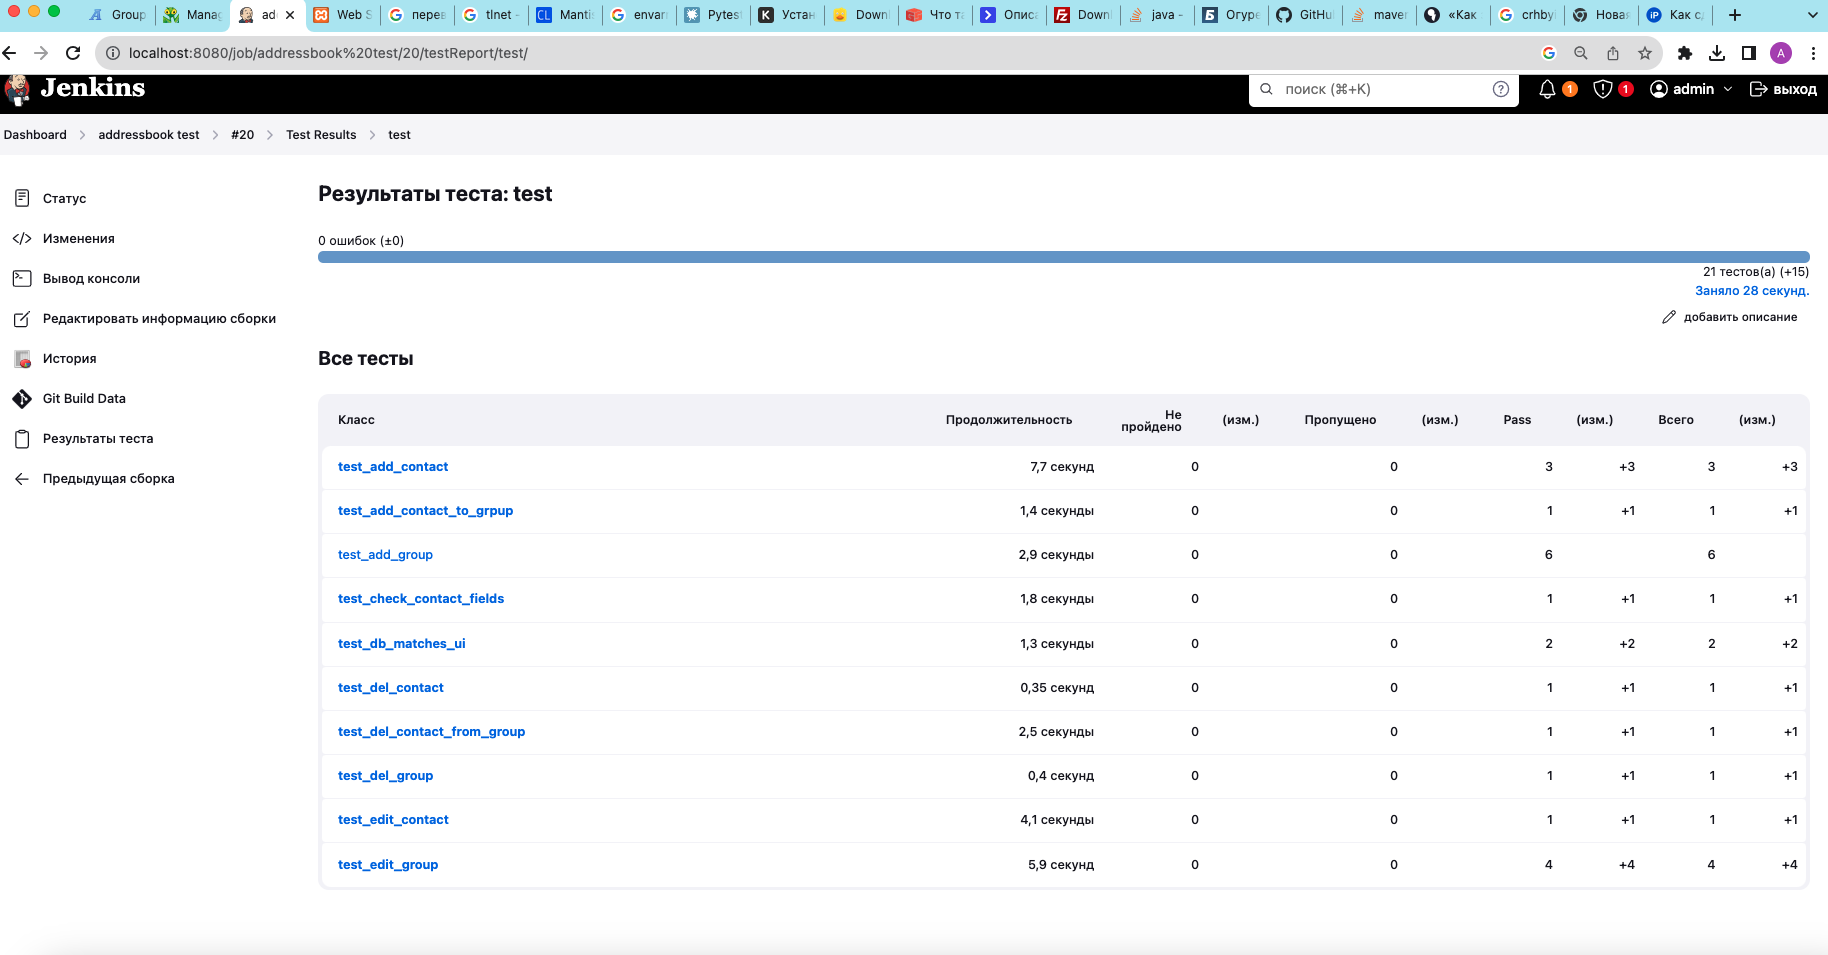 Group
Manag
ad
Web S
перев
tlnet -
CL Manti
envar
Pytes
K Устан
Downl
Что т
Описа
Fz Downl
java -
Б Огуре
GitHu
maver
«Как
crhby
Новая
iP Как сд
localhost:8080/job/addressbook%20test/20/testReport/test/
A
Jenkins
поиск (⌘+K)
1
1
admin
выход
Dashboard > addressbook test > #20 > Test Results > test
Статус
Изменения
Вывод консоли
Редактировать информацию сборки
История
Git Build Data
Результаты теста
Предыдущая сборка
Результаты теста: test
0 ошибок (±0)
21 тестов(а) (+15)
Заняло 28 секунд.
добавить описание
Все тесты
Класс Продолжительность Не пройдено (изм.) Пропущено (изм.) Pass (изм.) Всего (изм.)
test_add_contact 7,7 секунд 0 0 3 +3 3 +3
test_add_contact_to_grpup 1,4 секунды 0 0 1 +1 1 +1
test_add_group 2,9 секунды 0 0 6 6
test_check_contact_fields 1,8 секунды 0 0 1 +1 1 +1
test_db_matches_ui 1,3 секунды 0 0 2 +2 2 +2
test_del_contact 0,35 секунд 0 0 1 +1 1 +1
test_del_contact_from_group 2,5 секунды 0 0 1 +1 1 +1
test_del_group 0,4 секунд 0 0 1 +1 1 +1
test_edit_contact 4,1 секунды 0 0 1 +1 1 +1
test_edit_group 5,9 секунд 0 0 4 +4 4 +4